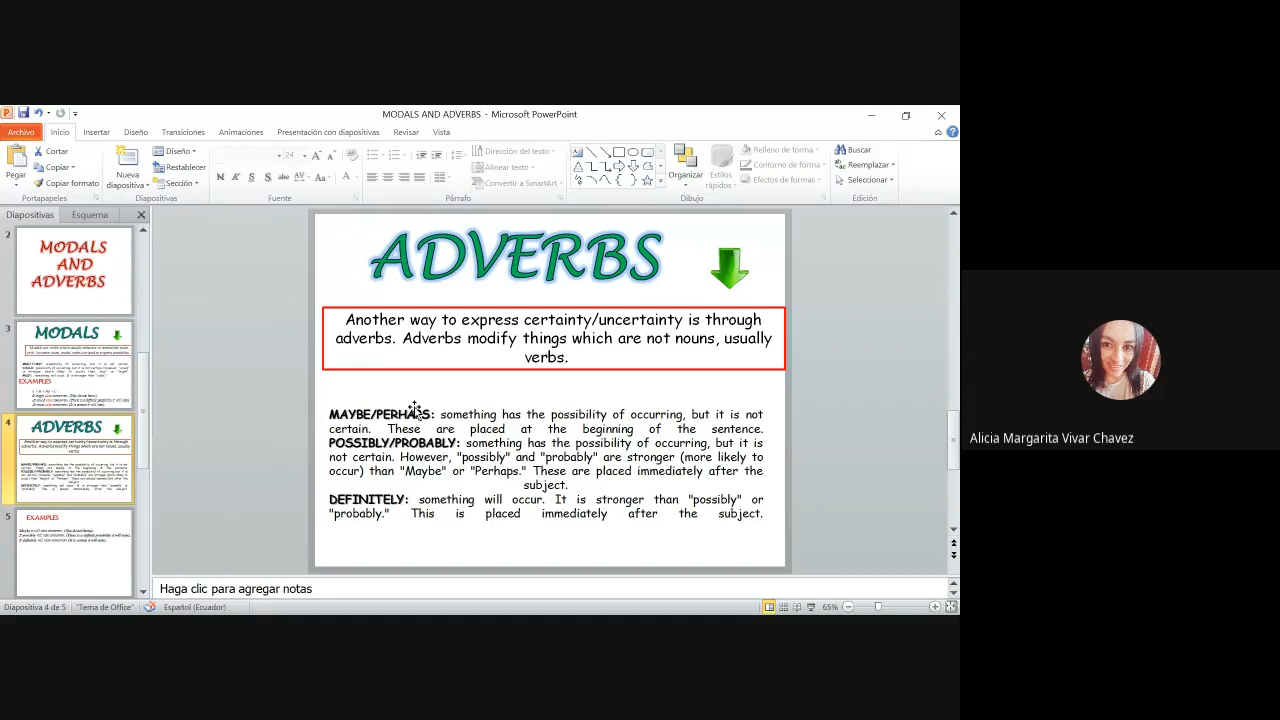 MODALS AND ADVERBS - Microsoft PowerPoint
Archivo Inicio Insertar Diseño Transiciones Animaciones Presentación con diapositivas Revisar Vista
Pegar
Cortar
Copiar
Copiar formato
Portapapeles
Nueva diapositiva
Diseño
Restablecer
Sección
Diapositivas
24
Fuente
Dirección del texto
Alinear texto
Convertir a SmartArt
Párrafo
Organizar
Estilos rápidos
Relleno de forma
Contorno de forma
Efectos de formas
Dibujo
Buscar
Reemplazar
Seleccionar
Edición
Diapositivas Esquema
2
MODALS
AND
ADVERBS
3
MODALS
EXAMPLES
4
ADVERBS
5
EXAMPLES
ADVERBS
Another way to express certainty/uncertainty is through
adverbs. Adverbs modify things which are not nouns, usually
verbs.
MAYBE/PERHAPS: something has the possibility of occurring, but it is not
certain. These are placed at the beginning of the sentence.
POSSIBLY/PROBABLY: something has the possibility of occurring, but it is
not certain. However, "possibly" and "probably" are stronger (more likely to
occur) than "Maybe" or "Perhaps." These are placed immediately after the
subject.
DEFINITELY: something will occur. It is stronger than "possibly" or
"probably." This is placed immediately after the subject.
Haga clic para agregar notas
Diapositiva 4 de 5 "Tema de Office" Español (Ecuador) 65%
Alicia Margarita Vivar Chavez